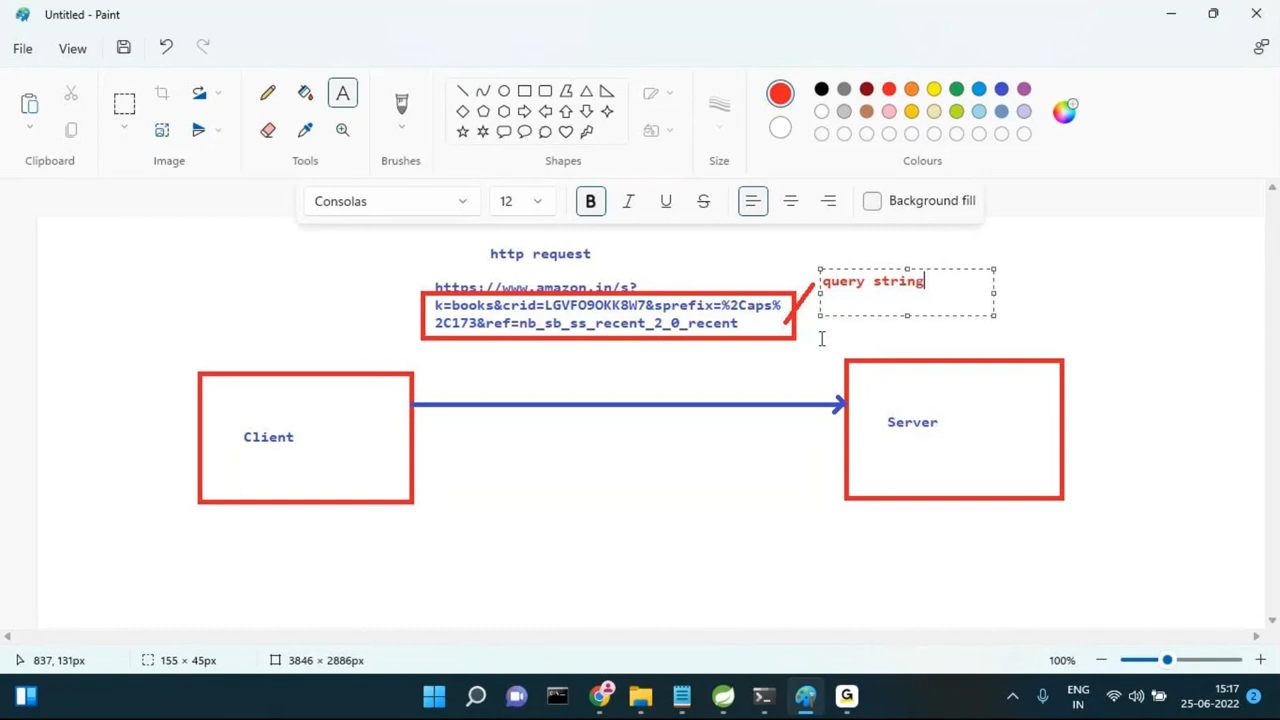 Untitled - Paint
File
View
Clipboard
Image
Tools
Brushes
Shapes
Size
Colours
Consolas
12
B
I
U
S
Background fill
http request
https://www.amazon.in/s?
k=books&crid=LGVFO9OKK8W7&sprefix=%2Caps%
2C173&ref=nb_sb_ss_recent_2_0_recent
query string
Client
Server
837, 131px
155 × 45px
3846 × 2886px
100%
ENG
IN
15:17
25-06-2022
2